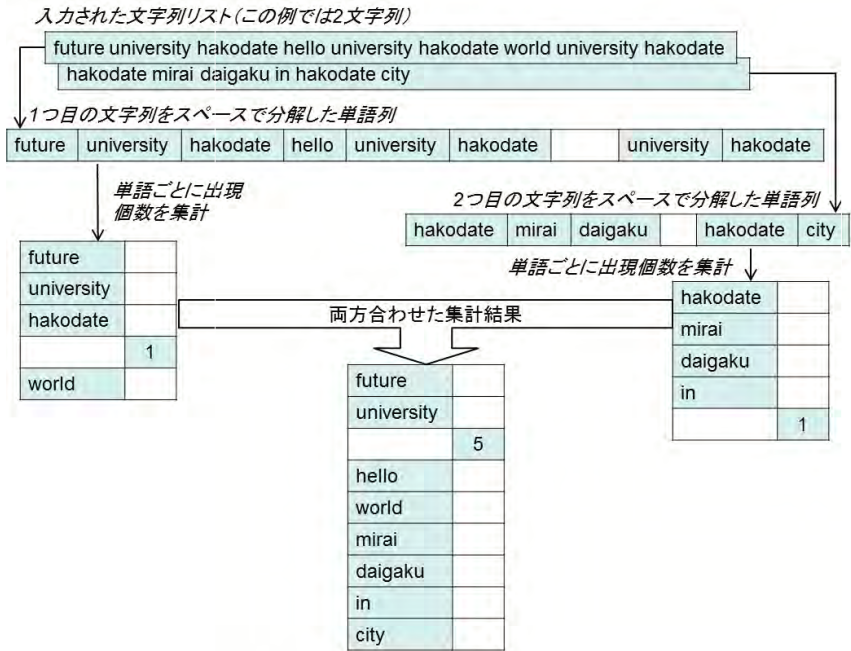 入力された文字列リスト(この例では2文字列)
future university hakodate hello university hakodate world university hakodate
hakodate mirai daigaku in hakodate city
1つ目の文字列をスペースで分解した単語列
future university hakodate hello university hakodate university hakodate
単語ごとに出現
個数を集計
2つ目の文字列をスペースで分解した単語列
hakodate mirai daigaku hakodate city
単語ごとに出現個数を集計
future
university
hakodate
1
world
両方合わせた集計結果
hakodate
mirai
daigaku
in
1
future
university
5
hello
world
mirai
daigaku
in
city